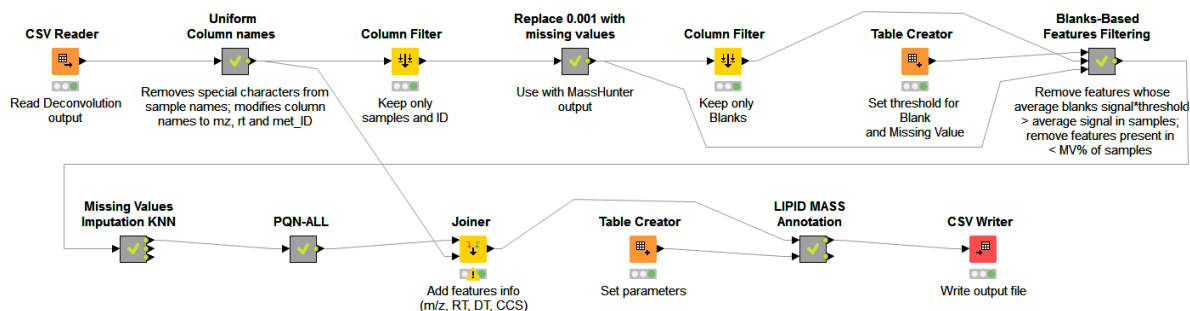 CSV Reader
Read Deconvolution
output
Uniform
Column names
Removes special characters from
sample names; modifies column
names to mz, rt and met_ID
Column Filter
Keep only
samples and ID
Replace 0.001 with
missing values
Use with MassHunter
output
Column Filter
Keep only
Blanks
Table Creator
Set threshold for
Blank
and Missing Value
Blanks-Based
Features Filtering
Remove features whose
average blanks signal*threshold
> average signal in samples;
remove features present in
< MV% of samples
Missing Values
Imputation KNN
PQN-ALL
Joiner
Add features info
(m/z, RT, DT, CCS)
Table Creator
Set parameters
LIPID MASS
Annotation
CSV Writer
Write output file